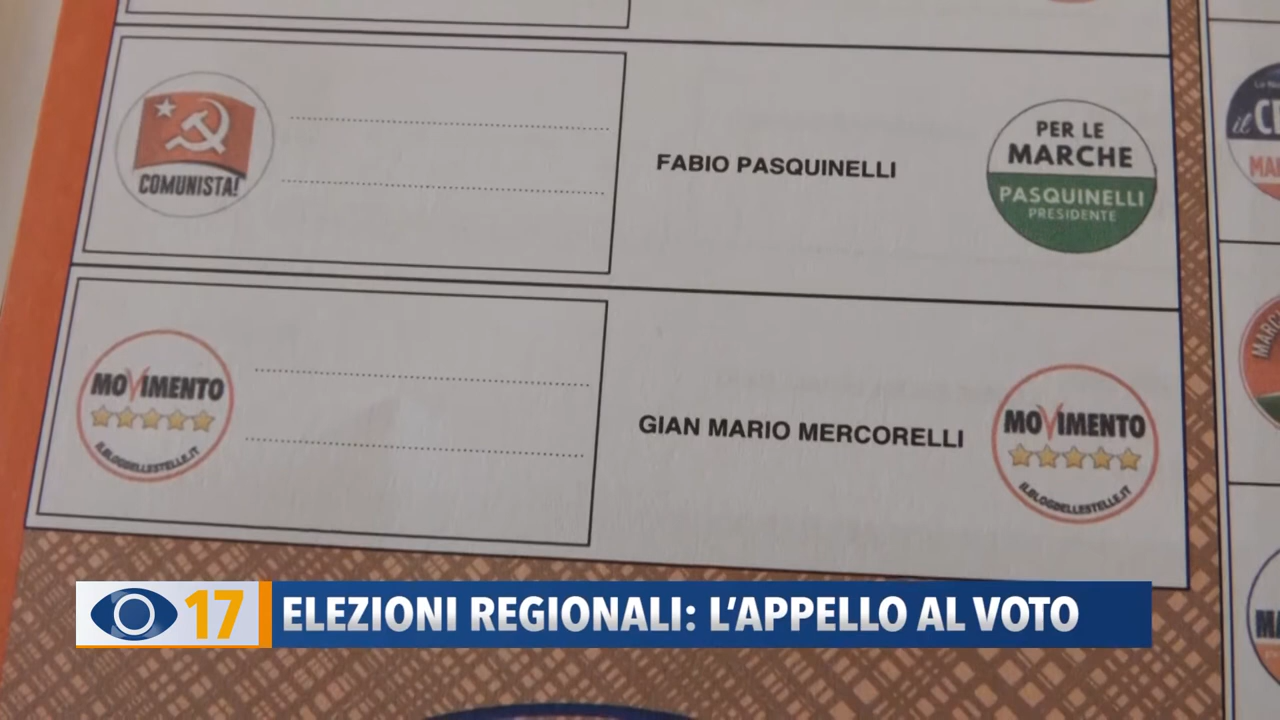 COMUNISTA!
FABIO PASQUINELLI
PER LE
MARCHE
PASQUINELLI
PRESIDENTE
MOVIMENTO
ILBLOGDELLESTELLE.IT
GIAN MARIO MERCORELLI
MOVIMENTO
ILBLOGDELLESTELLE.IT
il
17
ELEZIONI REGIONALI: L'APPELLO AL VOTO